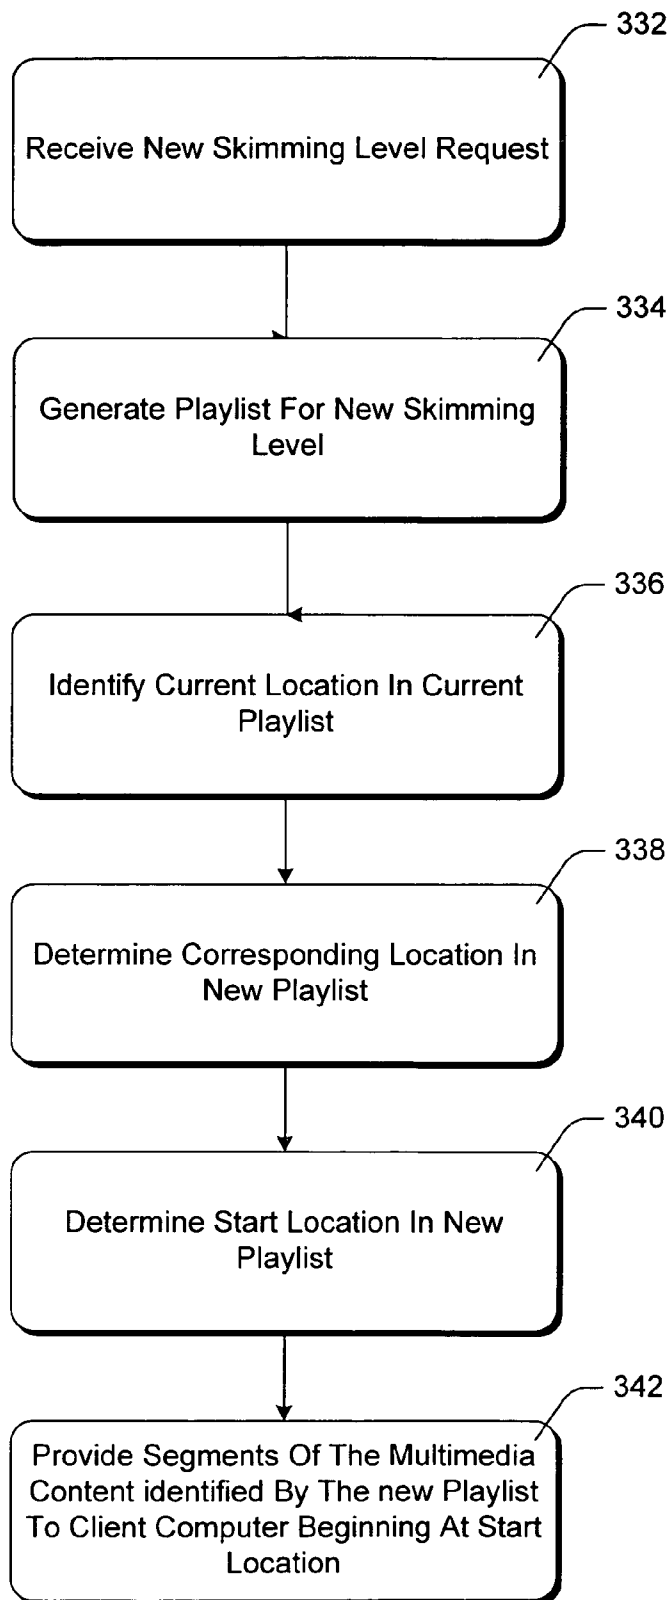 332
Receive New Skimming Level Request
334
Generate Playlist For New Skimming
Level
336
Identify Current Location In Current
Playlist
338
Determine Corresponding Location In
New Playlist
340
Determine Start Location In New
Playlist
342
Provide Segments Of The Multimedia
Content identified By The new Playlist
To Client Computer Beginning At Start
Location